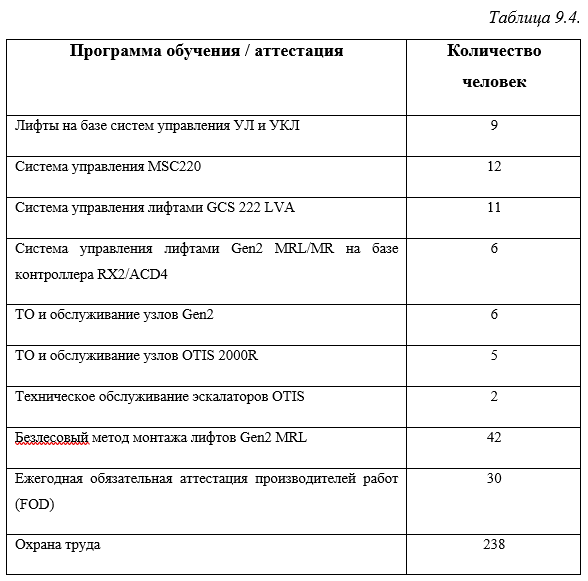 Таблица 9.4.
Программа обучения / аттестация
Количество
человек
Лифты на базе систем управления УЛ и УКЛ
9
Система управления MSC220
12
Система управления лифтами GCS 222 LVA
11
Система управления лифтами Gen2 MRL/MR на базе
контроллера RX2/ACD4
6
ТО и обслуживание узлов Gen2
6
ТО и обслуживание узлов OTIS 2000R
5
Техническое обслуживание эскалаторов OTIS
2
Безлесовый метод монтажа лифтов Gen2 MRL
42
Ежегодная обязательная аттестация производителей работ
(FOD)
30
Охрана труда
238